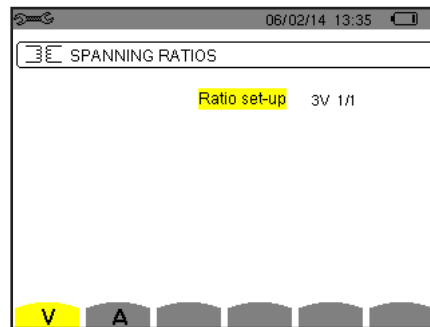 06/02/14 13:35
SPANNING RATIOS
Ratio set-up 3V 1/1
V A